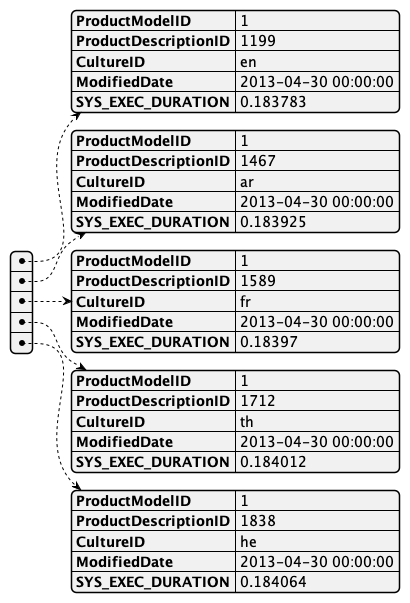 ProductModelID 1
ProductDescriptionID 1199
CultureID en
ModifiedDate 2013-04-30 00:00:00
SYS_EXEC_DURATION 0.183783
ProductModelID 1
ProductDescriptionID 1467
CultureID ar
ModifiedDate 2013-04-30 00:00:00
SYS_EXEC_DURATION 0.183925
ProductModelID 1
ProductDescriptionID 1589
CultureID fr
ModifiedDate 2013-04-30 00:00:00
SYS_EXEC_DURATION 0.18397
ProductModelID 1
ProductDescriptionID 1712
CultureID th
ModifiedDate 2013-04-30 00:00:00
SYS_EXEC_DURATION 0.184012
ProductModelID 1
ProductDescriptionID 1838
CultureID he
ModifiedDate 2013-04-30 00:00:00
SYS_EXEC_DURATION 0.184064